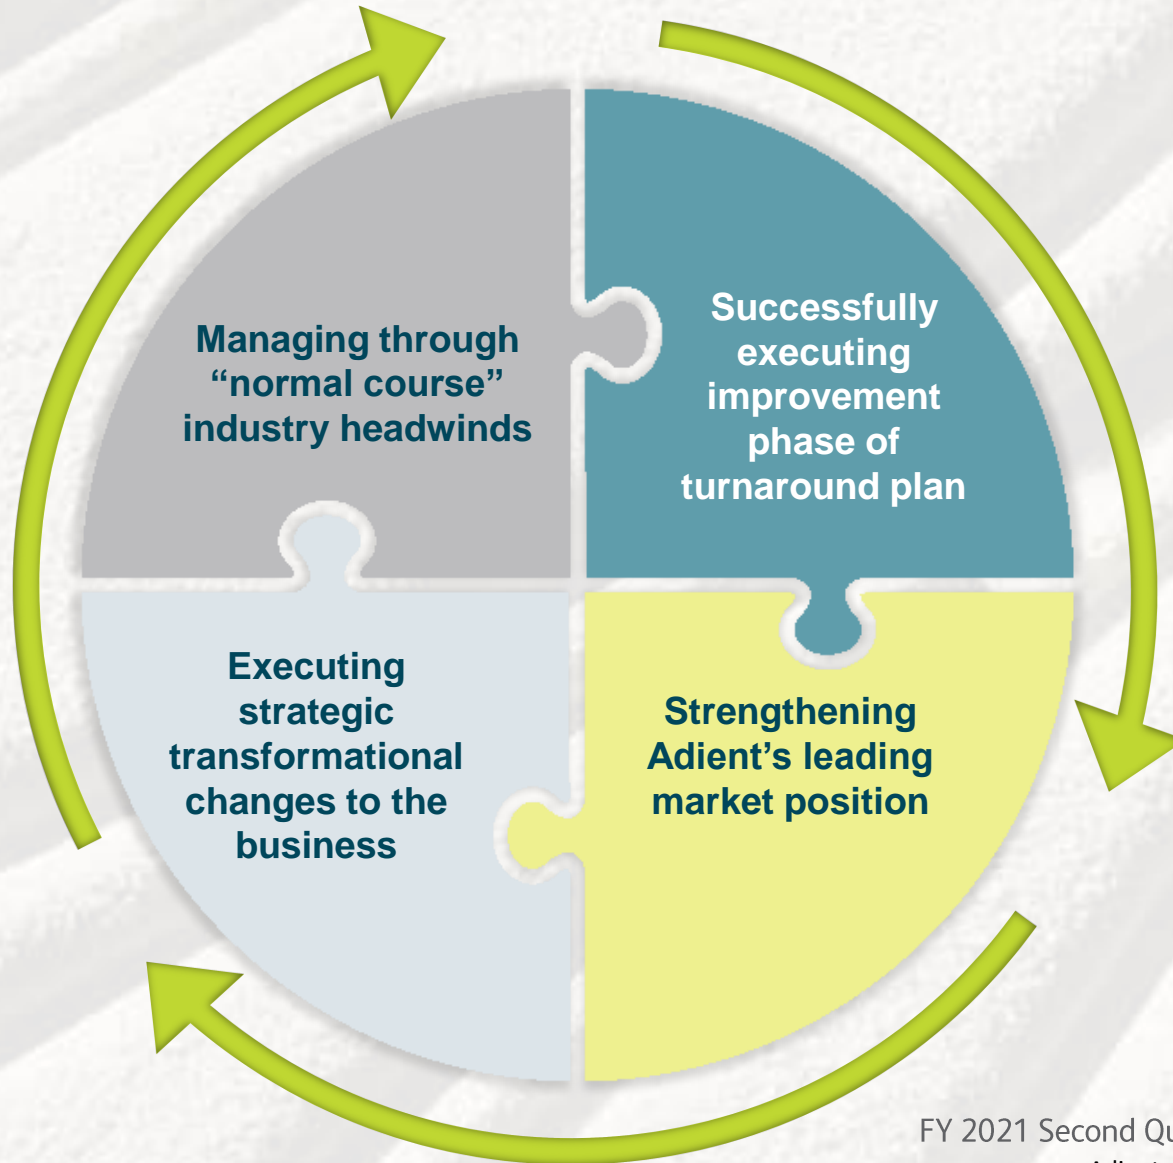 Managing through
“normal course”
industry headwinds
Successfully
executing
improvement
phase of
turnaround plan
Executing
strategic
transformational
changes to the
business
Strengthening
Adient’s leading
market position
FY 2021 Second